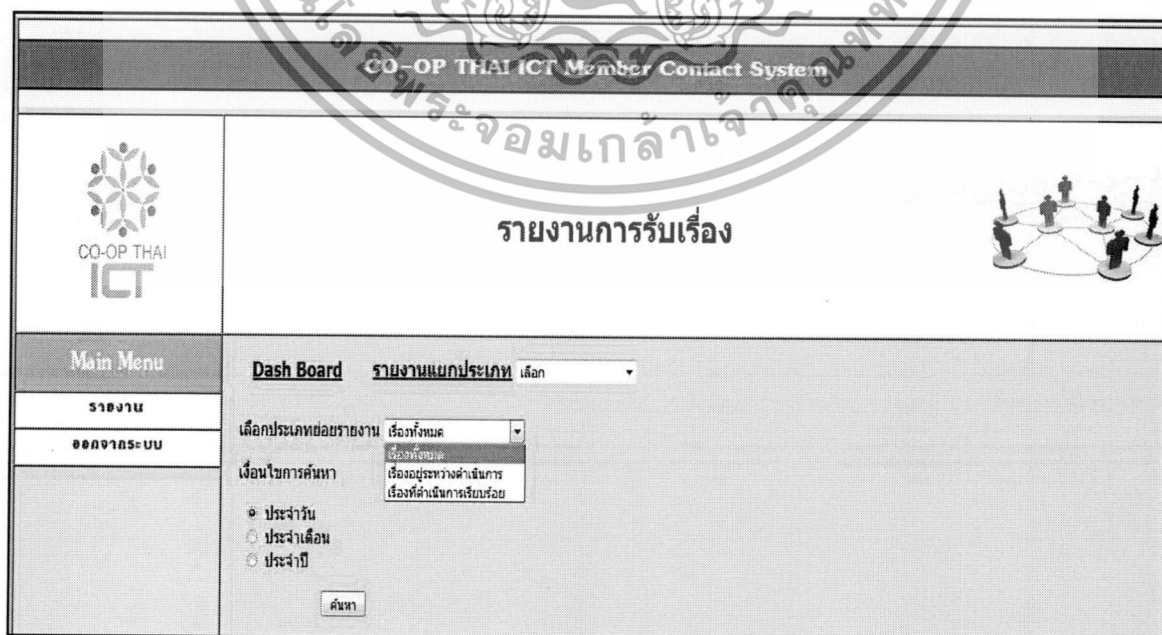 CO-OP THAI ICT Member Contact System
พระจอมเกล้าเจ้าคุณท
CO-OP THAI
ICT
รายงานการรับเรื่อง
Main Menu
รายงาน
ออกจากระบบ
Dash Board รายงานแยกประเภท เลือก
เลือกประเภทย่อยรายงาน เรื่องทั้งหมด
เรื่องทั้งหมด
เงื่อนไขการค้นหา เรื่องอยู่ระหว่างดำเนินการ
เรื่องที่ดำเนินการเรียบร้อย
ประจำวัน
ประจำเดือน
ประจำปี
ค้นหา